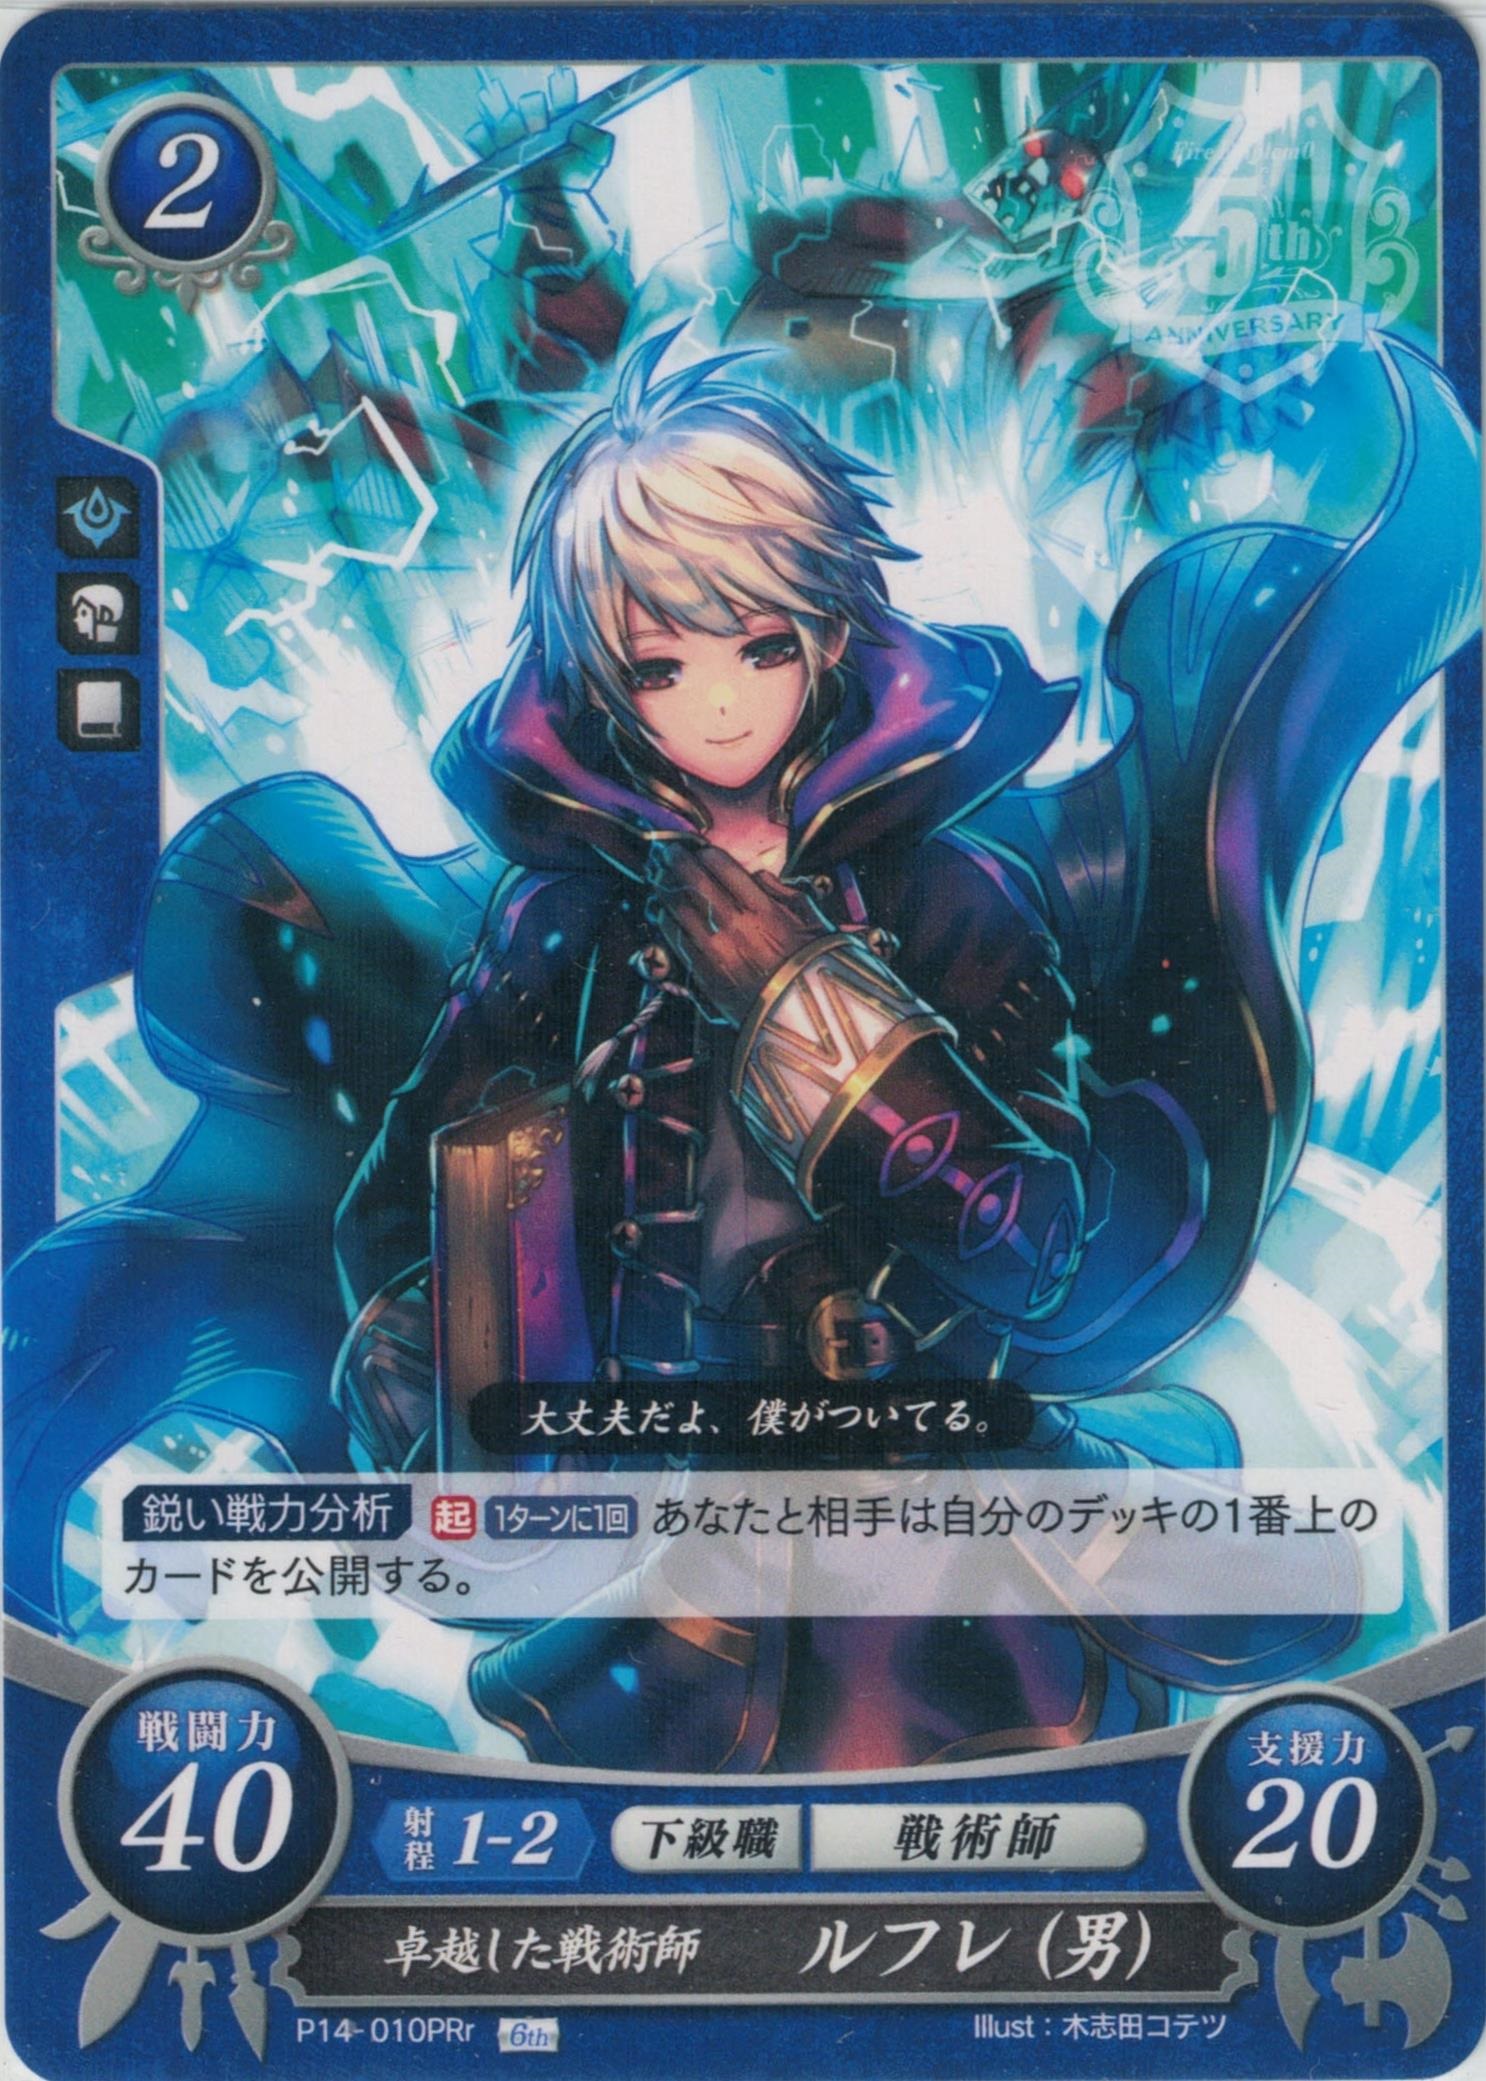 2
Fire Emblem0
5th
ANNIVERSARY
大丈夫だよ、僕がついてる。
鋭い戦力分析 起 1ターンに1回 あなたと相手は自分のデッキの1番上の
カードを公開する。
戦闘力
40
射程 1-2
下級職 戦術師
支援力
20
卓越した戦術師 ルフレ(男)
P14-010PRr 6th
Illust:木志田コテツ